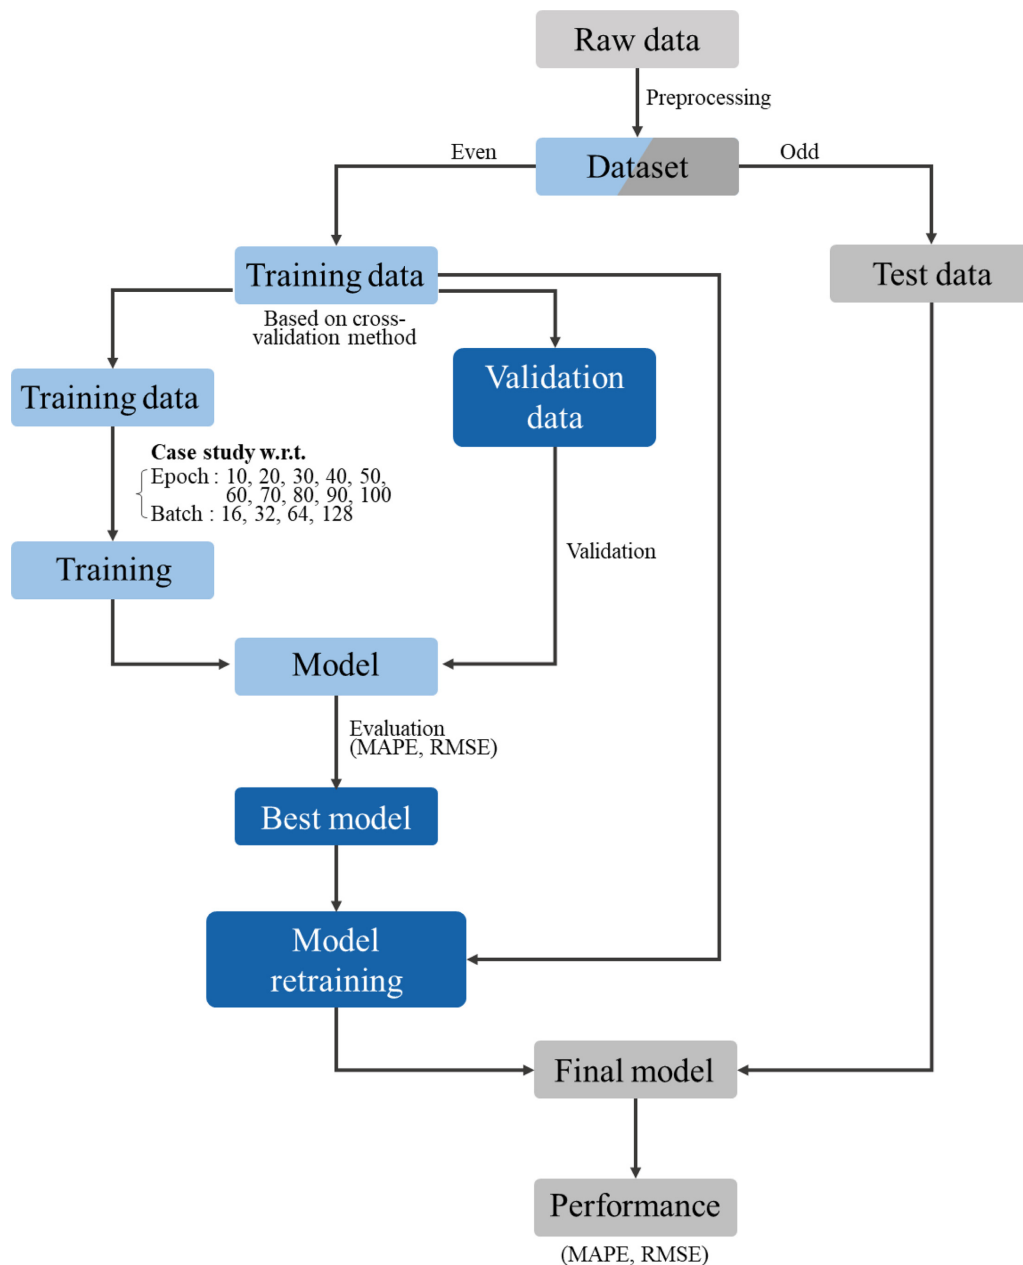 Raw data
Preprocessing
Even
Dataset
Odd
Training data
Test data
Based on cross-
validation method
Training data
Validation
data
Case study w.r.t.
Epoch : 10, 20, 30, 40, 50,
60, 70, 80, 90, 100
Batch : 16, 32, 64, 128
Training
Validation
Model
Evaluation
(MAPE, RMSE)
Best model
Model
retraining
Final model
Performance
(MAPE, RMSE)